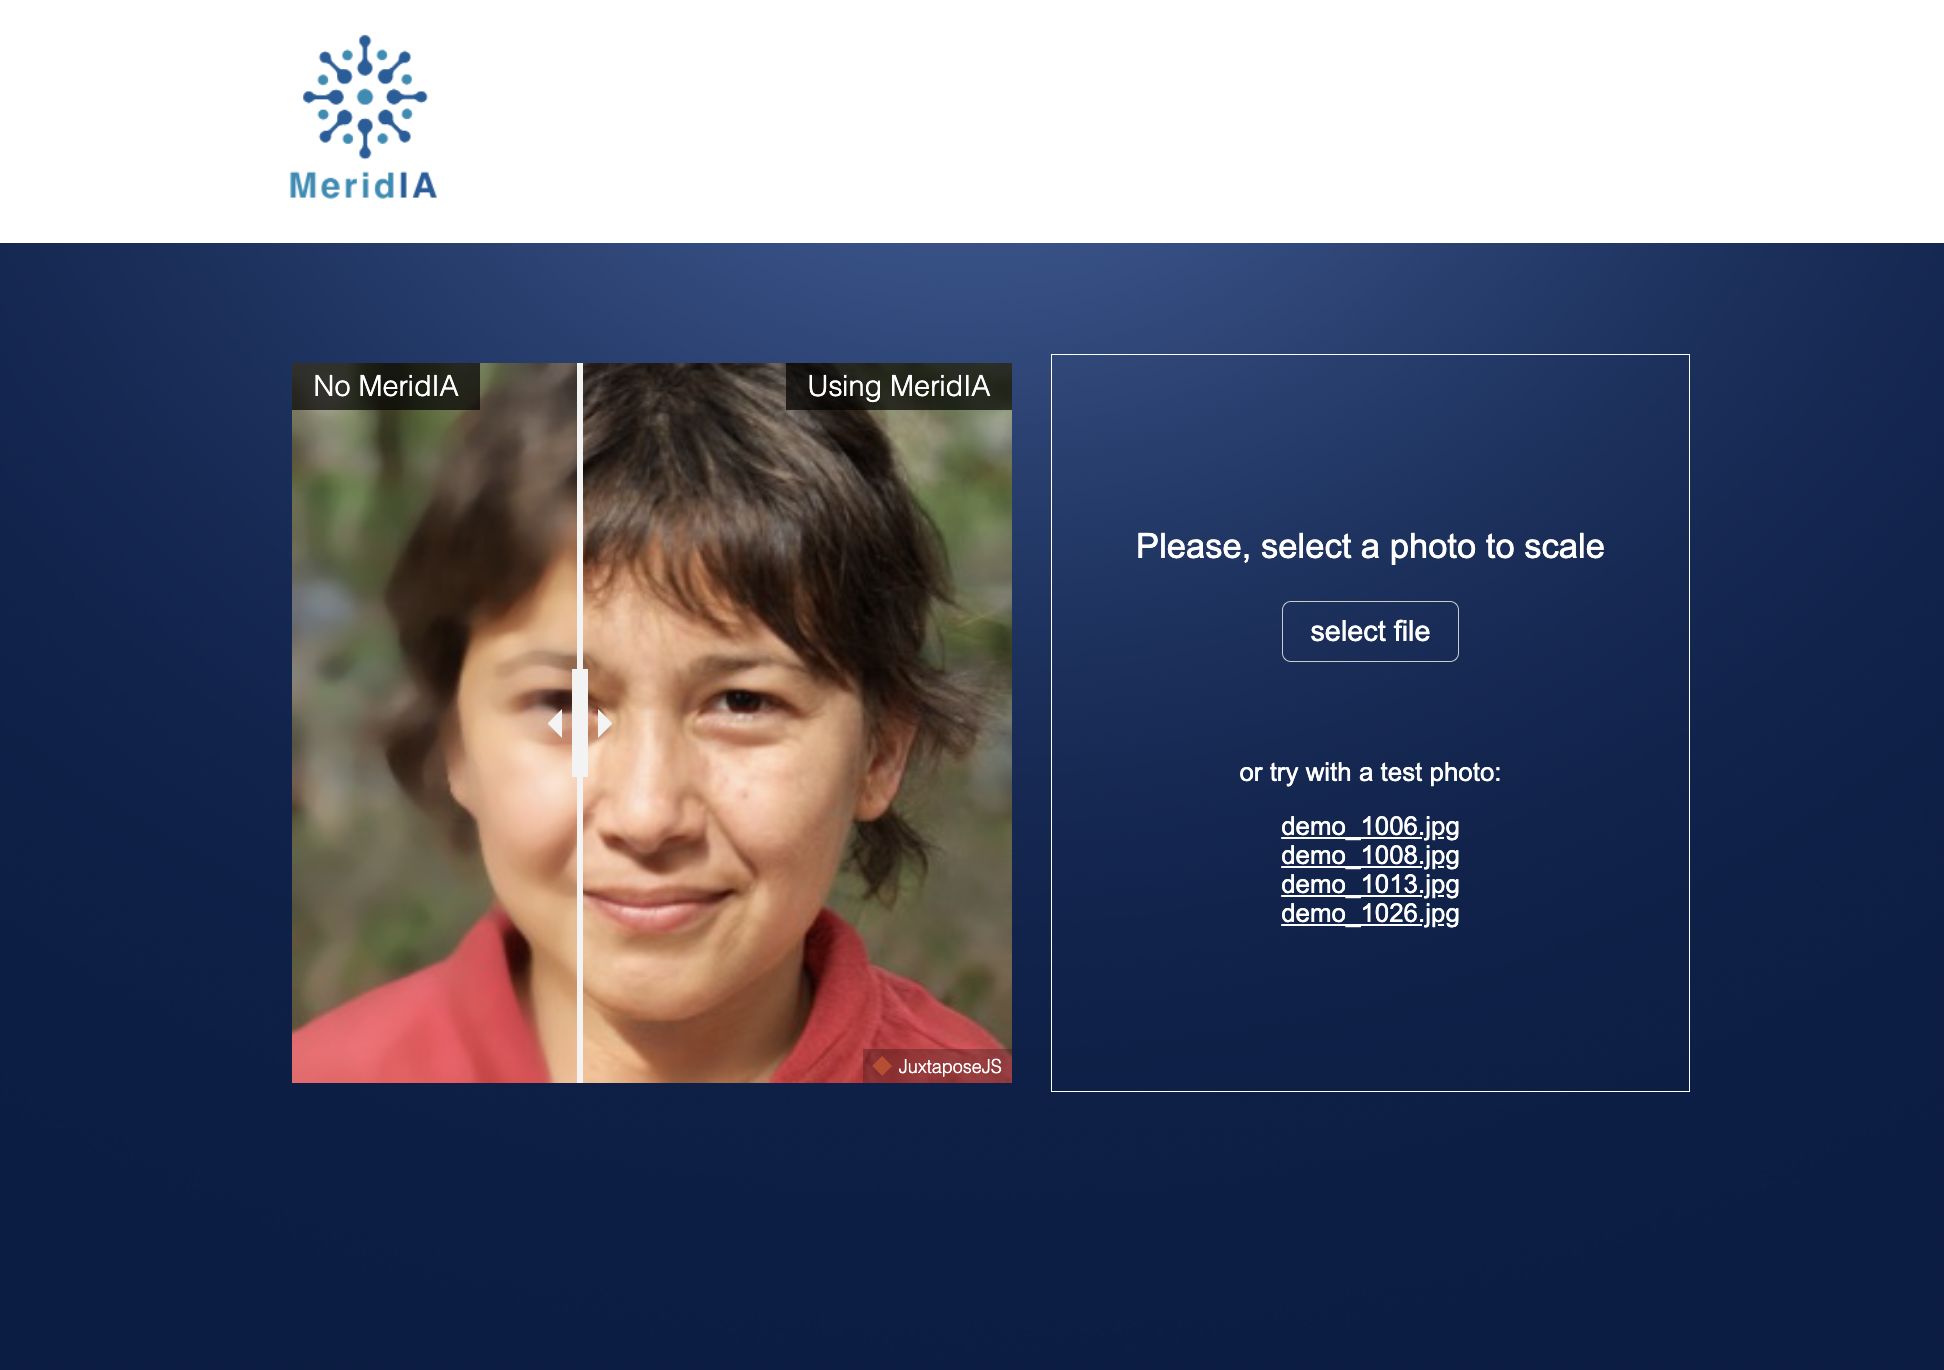 MeridIA
No MeridIA
Using MeridIA
JuxtaposeJS
Please, select a photo to scale
select file
or try with a test photo:
demo_1006.jpg
demo_1008.jpg
demo_1013.jpg
demo_1026.jpg